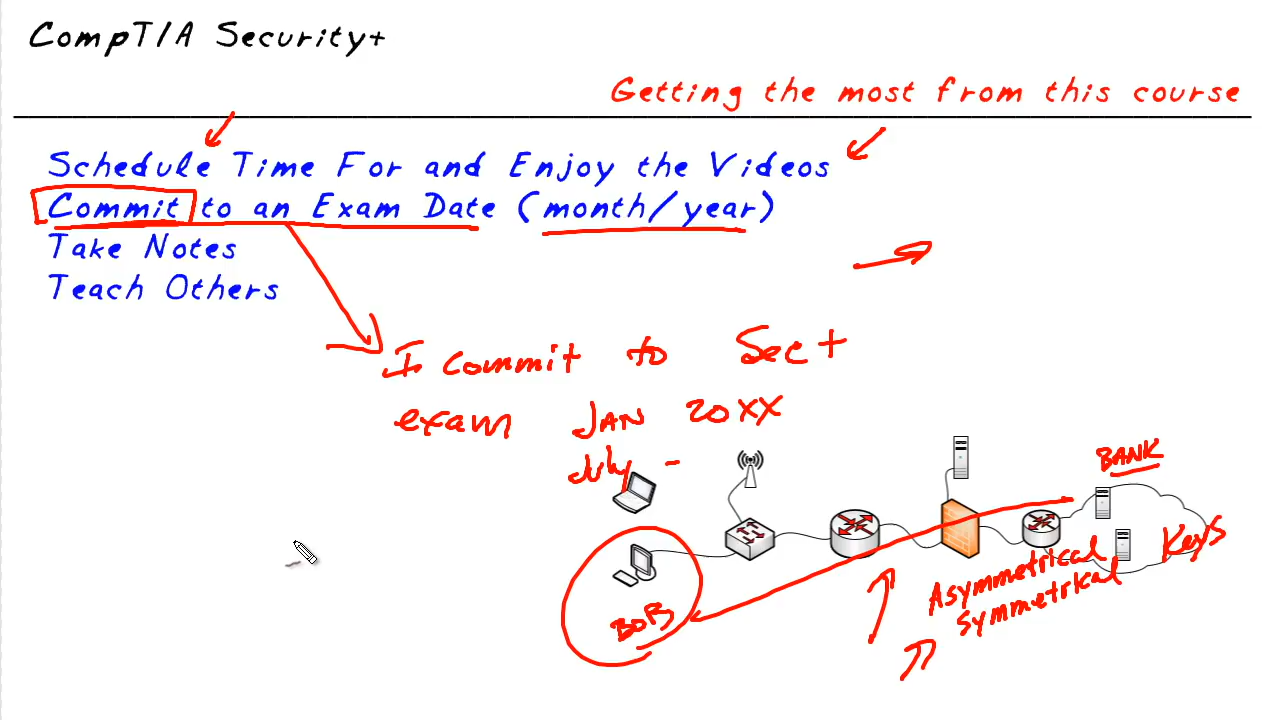 CompTIA Security+
Getting the most from this course
Schedule Time For and Enjoy the Videos
Commit to an Exam Date (month/year)
Take Notes
Teach Others
I commit to Sec+
exam JAN 20XX
July -
BANK
Keys
Asymmetrical
Symmetrical
BOB